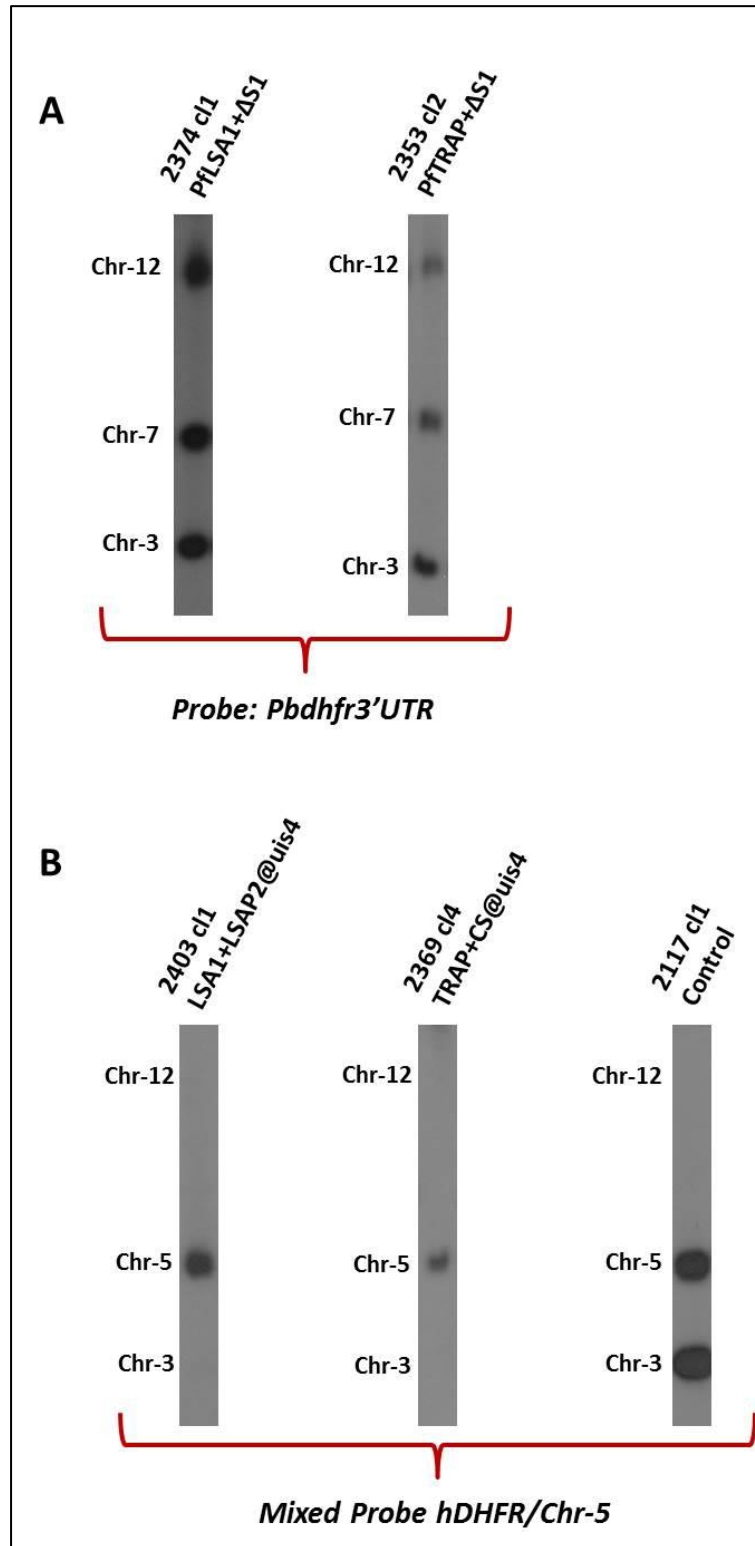 A
2374 cl1
PfLSA1+ΔS1
2353 cl2
PfTRAP+ΔS1
Chr-12
Chr-12
Chr-7
Chr-7
Chr-3
Chr-3
Probe: Pbdhfr3’UTR
B
2403 cl1
LSA1+LSAP2@uis4
2369 cl4
TRAP+CS@uis4
2117 cl1
Control
Chr-12
Chr-12
Chr-12
Chr-5
Chr-5
Chr-5
Chr-3
Chr-3
Chr-3
Mixed Probe hDHFR/Chr-5